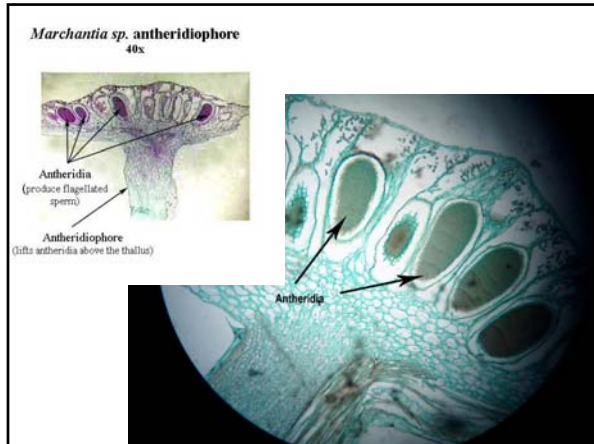 Marchantia sp. antheridiophore
40x
Antheridia
(produce flagellated
sperm)
Antheridiophore
(lifts antheridia above the thallus)
Antheridia